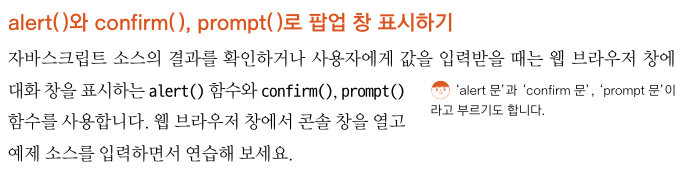 alert( )와 confirm( ), prompt( )로 팝업 창 표시하기
자바스크립트 소스의 결과를 확인하거나 사용자에게 값을 입력받을 때는 웹 브라우저 창에
대화 창을 표시하는 alert() 함수와 confirm(), prompt()
함수를 사용합니다. 웹 브라우저 창에서 콘솔 창을 열고
예제 소스를 입력하면서 연습해 보세요.
‘alert 문’과 ‘confirm 문’, ‘prompt 문’이
라고 부르기도 합니다.